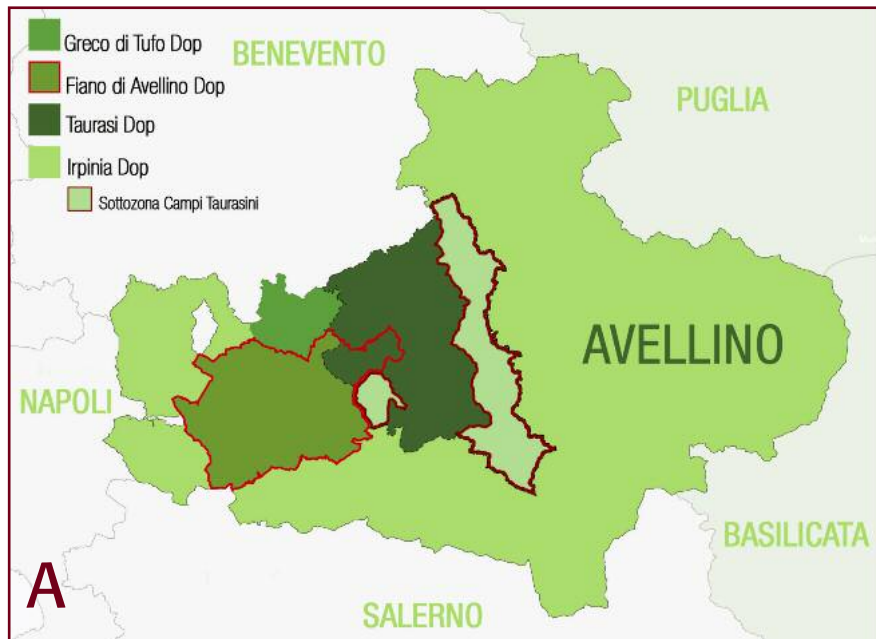 Greco di Tufo Dop
Fiano di Avellino Dop
Taurasi Dop
Irpinia Dop
Sottozona Campi Taurasini
BENEVENTO
PUGLIA
AVELLINO
NAPOLI
BASILICATA
SALERNO
A